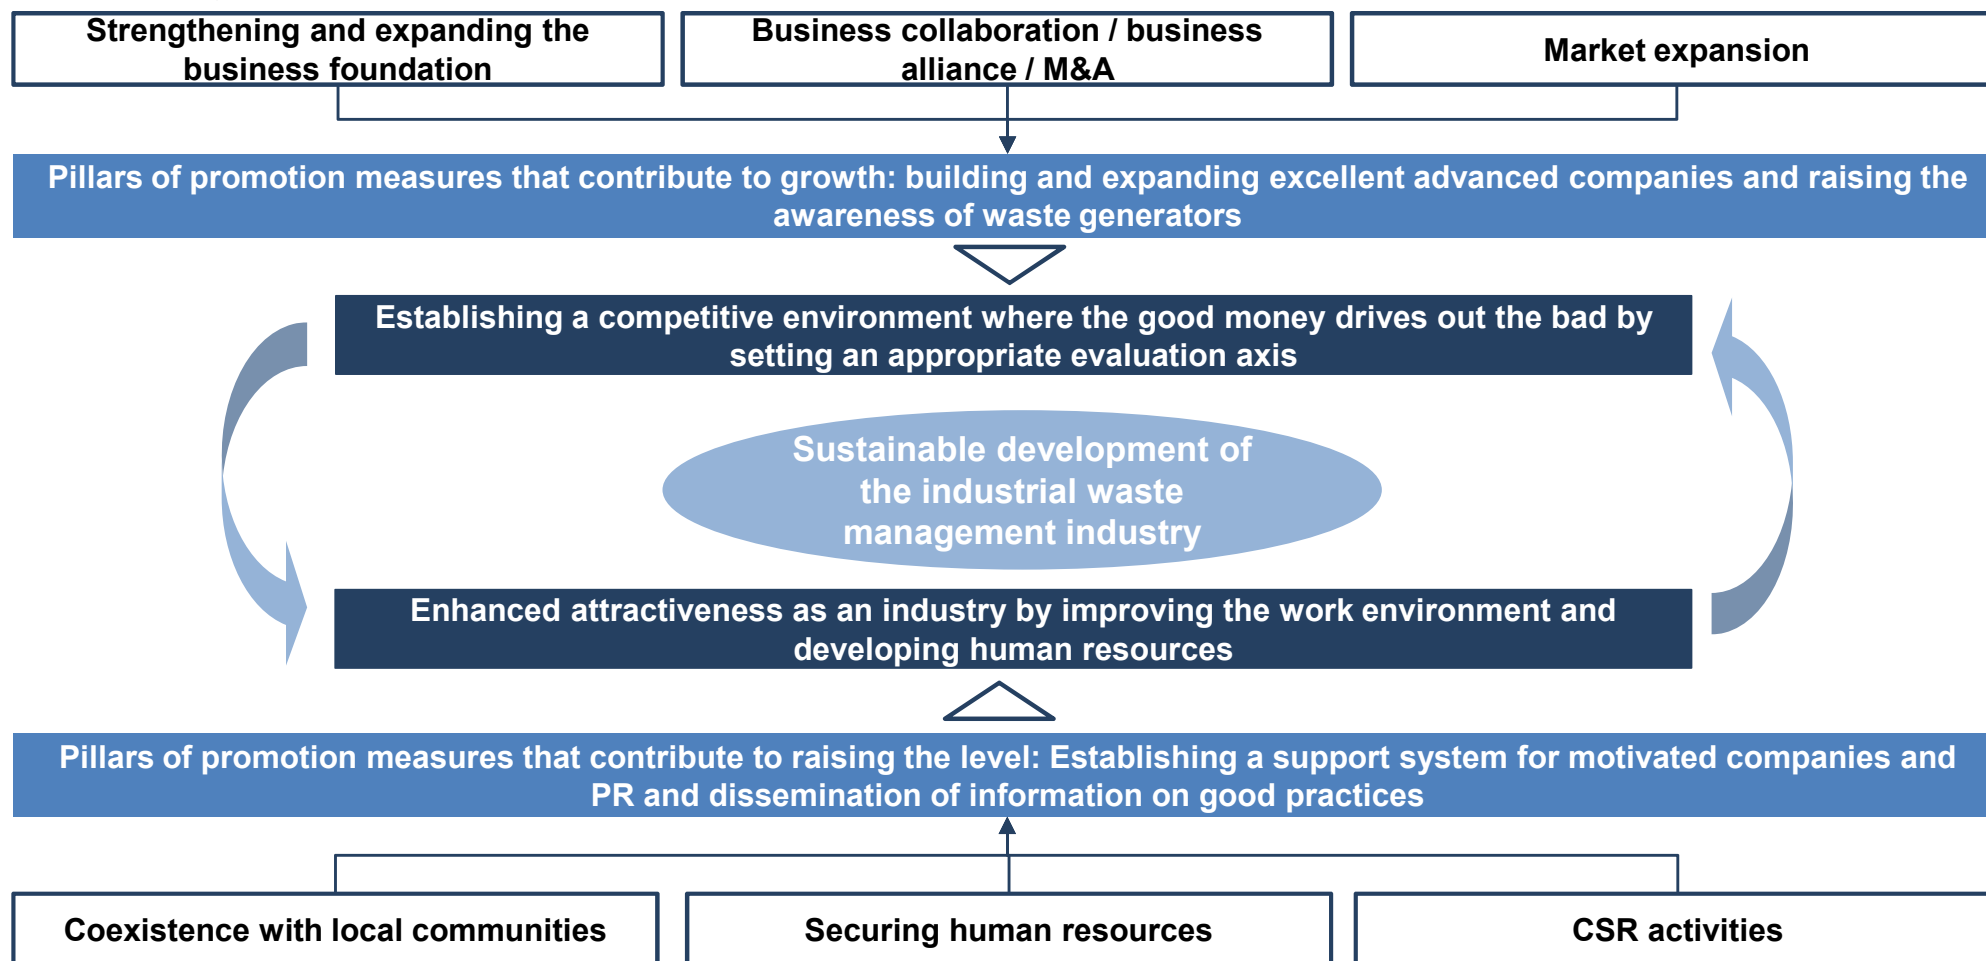 Strengthening and expanding the
business foundation
Business collaboration / business
alliance / M&A
Market expansion
Pillars of promotion measures that contribute to growth: building and expanding excellent advanced companies and raising the
awareness of waste generators
Establishing a competitive environment where the good money drives out the bad by
setting an appropriate evaluation axis
Sustainable development of
the industrial waste
management industry
Enhanced attractiveness as an industry by improving the work environment and
developing human resources
Pillars of promotion measures that contribute to raising the level: Establishing a support system for motivated companies and
PR and dissemination of information on good practices
Coexistence with local communities
Securing human resources
CSR activities